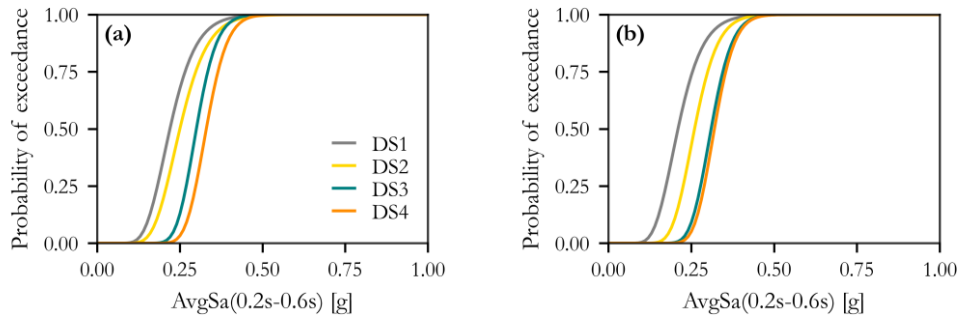 (a)
Probability of exceedance
1.00
0.75
0.50
0.25
0.00
DS1
DS2
DS3
DS4
0.00 0.25 0.50 0.75 1.00
AvgSa(0.2s-0.6s) [g]
(b)
Probability of exceedance
1.00
0.75
0.50
0.25
0.00
0.00 0.25 0.50 0.75 1.00
AvgSa(0.2s-0.6s) [g]